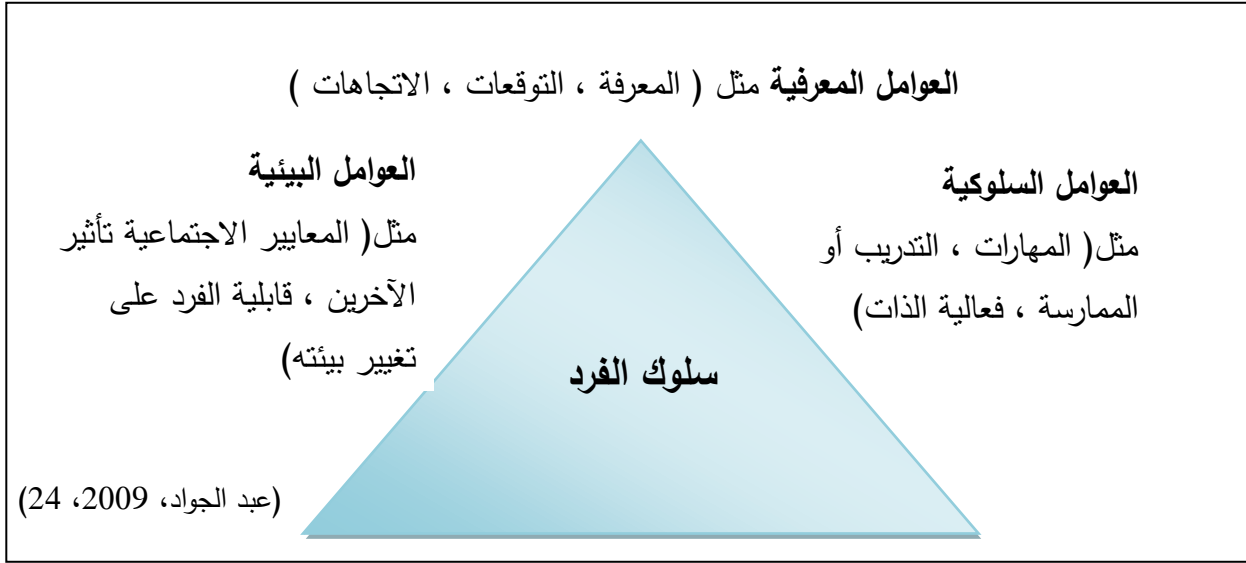 العوامل المعرفية مثل ( المعرفة ، التوقعات ، الاتجاهات )
العوامل السلوكية
مثل( المهارات ، التدريب أو
الممارسة ، فعالية الذات)
العوامل البيئية
مثل( المعايير الاجتماعية تأثير
الآخرين ، قابلية الفرد على
تغيير بيئته)
سلوك الفرد
(عبد الجواد، 2009، 24)